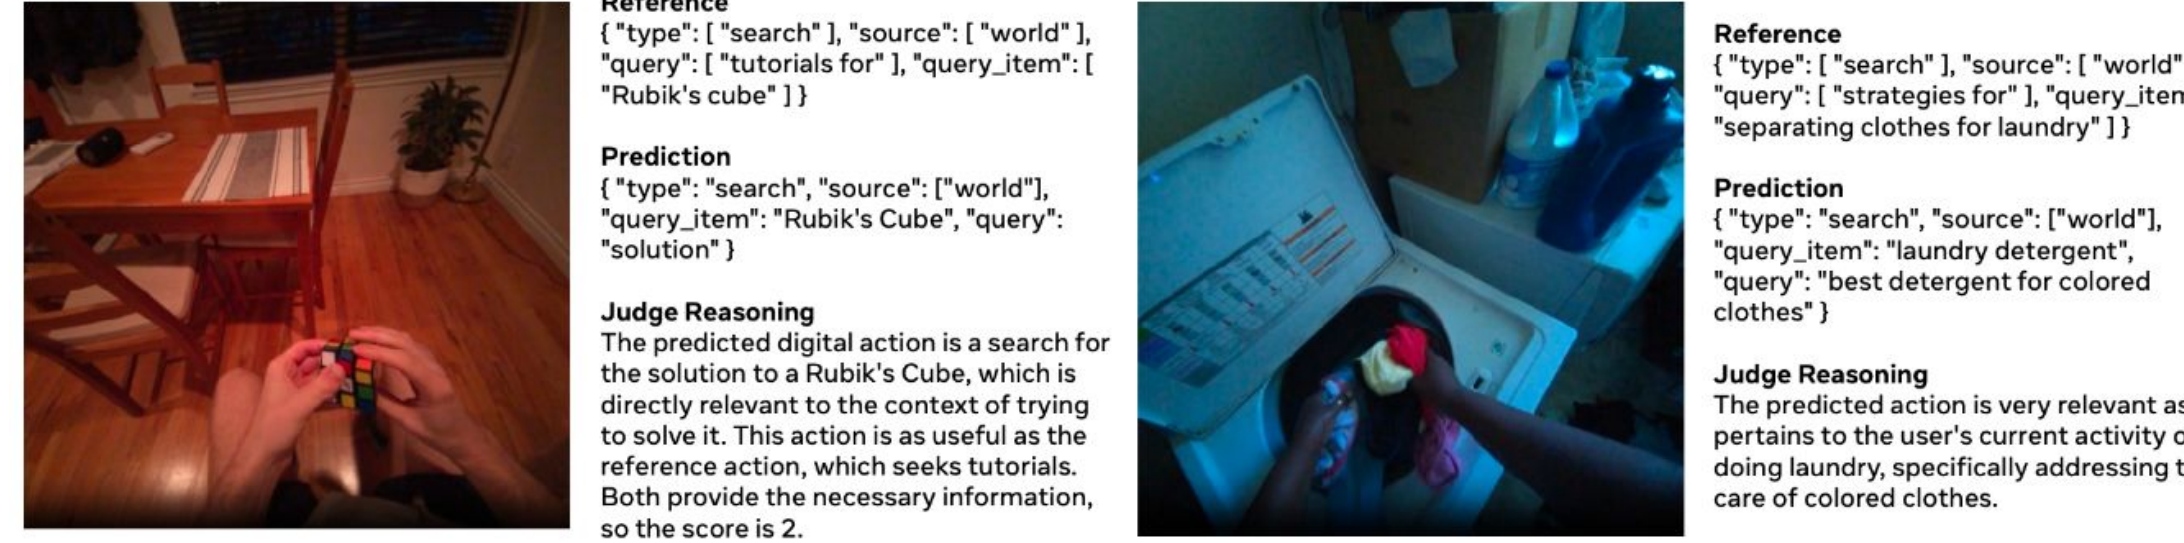 Reference
{ "type": [ "search" ], "source": [ "world" ],
"query": [ "tutorials for" ], "query_item": [
"Rubik's cube" ] }
Prediction
{ "type": "search", "source": ["world"],
"query_item": "Rubik's Cube", "query":
"solution" }
Judge Reasoning
The predicted digital action is a search for
the solution to a Rubik's Cube, which is
directly relevant to the context of trying
to solve it. This action is as useful as the
reference action, which seeks tutorials.
Both provide the necessary information,
so the score is 2.
Reference
{ "type": [ "search" ], "source": [ "world"
"query": [ "strategies for" ], "query_item
"separating clothes for laundry" ] }
Prediction
{ "type": "search", "source": ["world"],
"query_item": "laundry detergent",
"query": "best detergent for colored
clothes" }
Judge Reasoning
The predicted action is very relevant as
pertains to the user's current activity
doing laundry, specifically addressing
care of colored clothes.